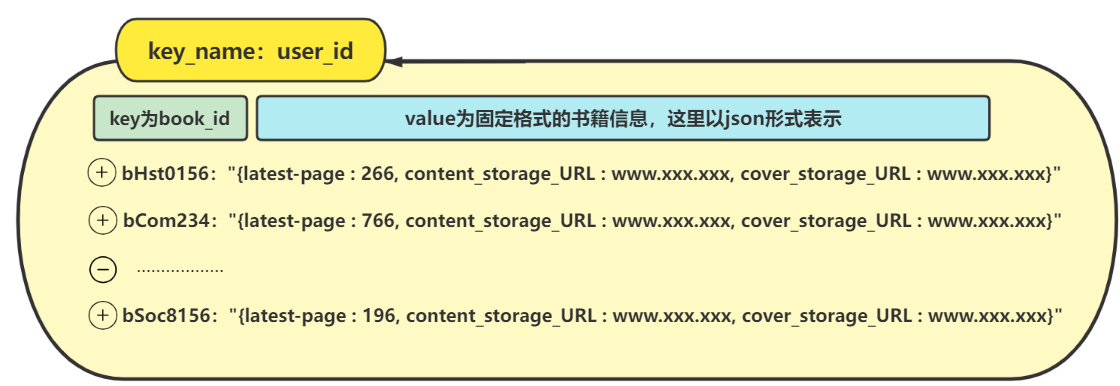 key_name：user_id
key为book_id
value为固定格式的书籍信息，这里以json形式表示
bHst0156："{latest-page : 266, content_storage_URL : www.xxx.xxx, cover_storage_URL : www.xxx.xxx}"
bCom234："{latest-page : 766, content_storage_URL : www.xxx.xxx, cover_storage_URL : www.xxx.xxx}"
..................
bSoc8156："{latest-page : 196, content_storage_URL : www.xxx.xxx, cover_storage_URL : www.xxx.xxx}"